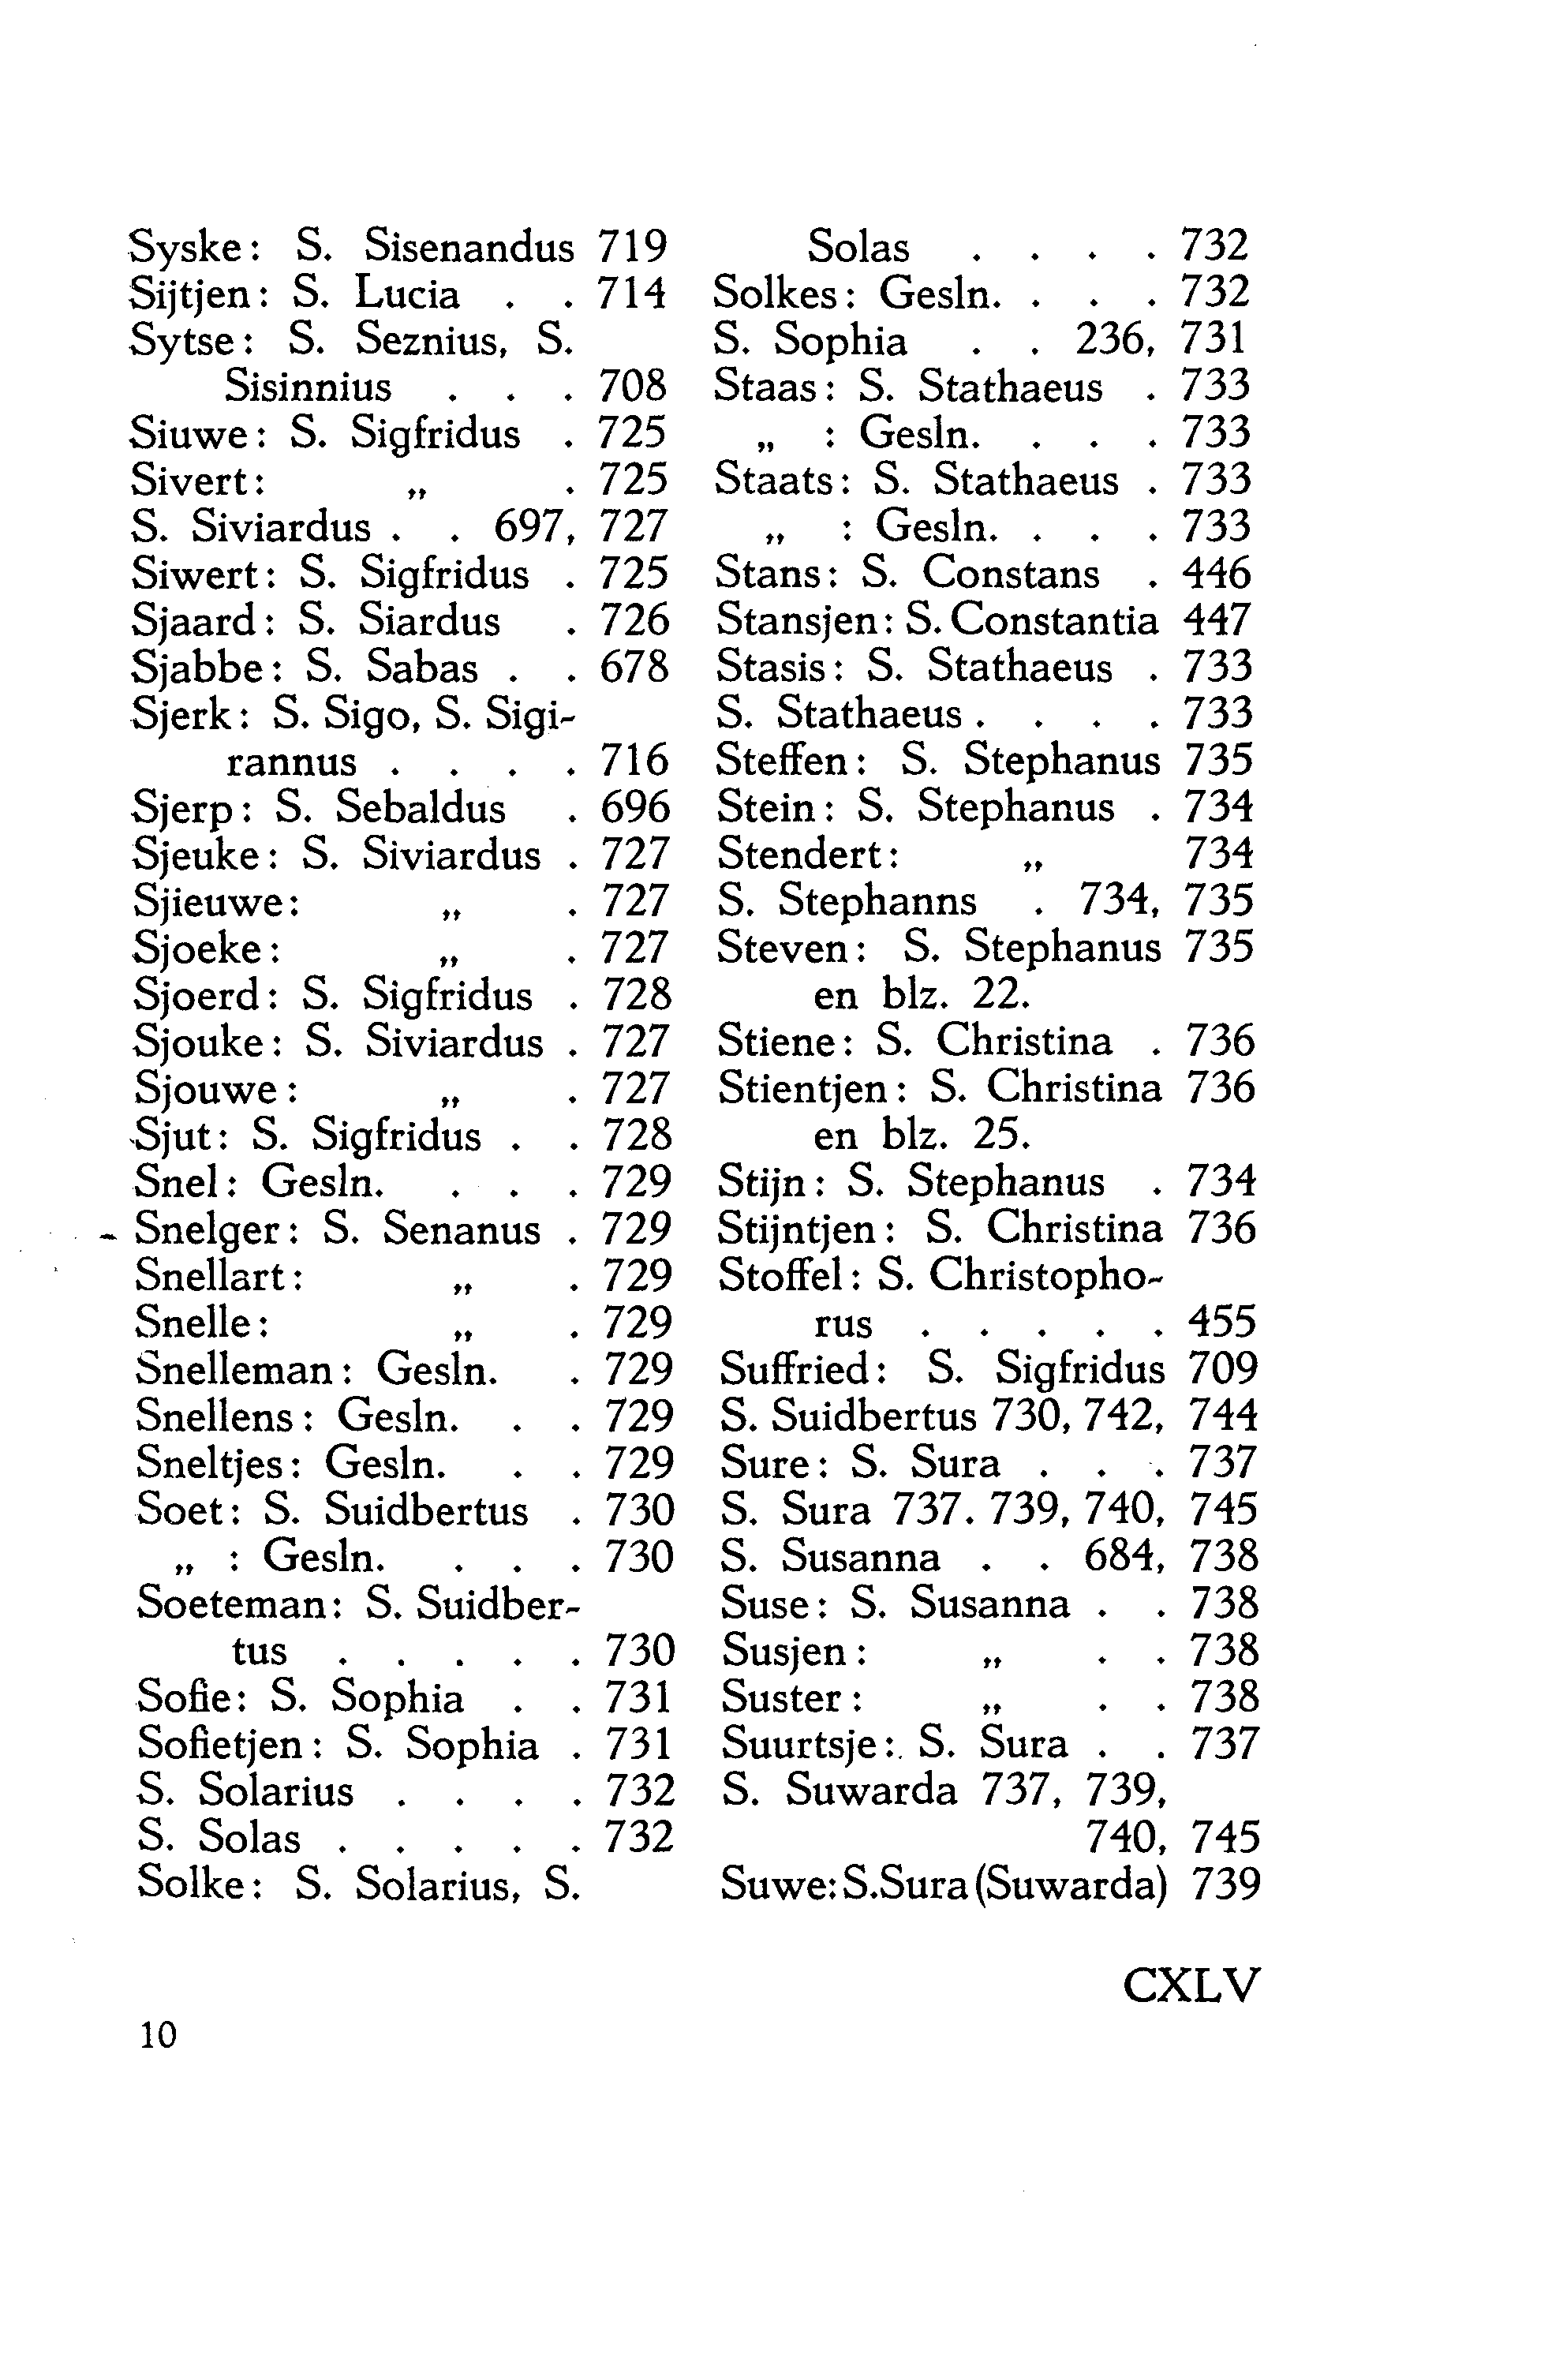 Syske: S. Sisenandus 719
Sijtjen: S. Lucia . . 714
Sytse: S. Seznius, S.
Sisinnius . . . 708
Siuwe: S. Sigfridus . 725
Sivert: „ . 725
S. Siviardus . . 697, 727
Siwert: S. Sigfridus . 725
Sjaard: S. Siardus . 726
Sjabbe: S. Sabas . . 678
Sjerk: S. Sigo, S. Sigi-
rannus . . . . 716
Sjerp: S. Sebaldus . 696
Sjeuke: S. Siviardus . 727
Sjieuwe: „ . 727
Sjoeke: „ . 727
Sjoerd: S. Sigfridus . 728
Sjouke: S. Siviardus . 727
Sjouwe: „ . 727
Sjut: S. Sigfridus . . 728
Snel: Gesln. . . . 729
Snelger: S. Senanus . 729
Snellart: „ . 729
Snelle: „ . 729
Snelleman: Gesln. . 729
Snellens: Gesln. . . 729
Sneltjes: Gesln. . . 729
Soet: S. Suidbertus . 730
„ : Gesln. . . . 730
Soeteman: S. Suidber-
tus . . . . . 730
Sofie: S. Sophia . . 731
Sofietjen: S. Sophia . 731
S. Solarius . . . . 732
S. Solas . . . . . 732
Solke: S. Solarius, S.
Solas . . . . 732
Solkes: Gesln. . . . 732
S. Sophia . . 236, 731
Staas: S. Stathaeus . 733
„ : Gesln. . . . 733
Staats: S. Stathaeus . 733
„ : Gesln. . . . 733
Stans: S. Constans . 446
Stansjen: S. Constantia 447
Stasis: S. Stathaeus . 733
S. Stathaeus . . . . 733
Steffen: S. Stephanus 735
Stein: S. Stephanus . 734
Stendert: „ 734
S. Stephanns . 734, 735
Steven: S. Stephanus 735
en blz. 22.
Stiene: S. Christina . 736
Stientjen: S. Christina 736
en blz. 25.
Stijn: S. Stephanus . 734
Stijntjen: S. Christina 736
Stoffel: S. Christopho-
rus . . . . . 455
Suffried: S. Sigfridus 709
S. Suidbertus 730, 742, 744
Sure: S. Sura . . . 737
S. Sura 737. 739, 740, 745
S. Susanna . . 684, 738
Suse: S. Susanna . . 738
Susjen: „ . . 738
Suster: „ . . 738
Suurtsje: S. Sura . . 737
S. Suwarda 737, 739,
740, 745
Suwe: S. Sura (Suwarda) 739
CXLV
10